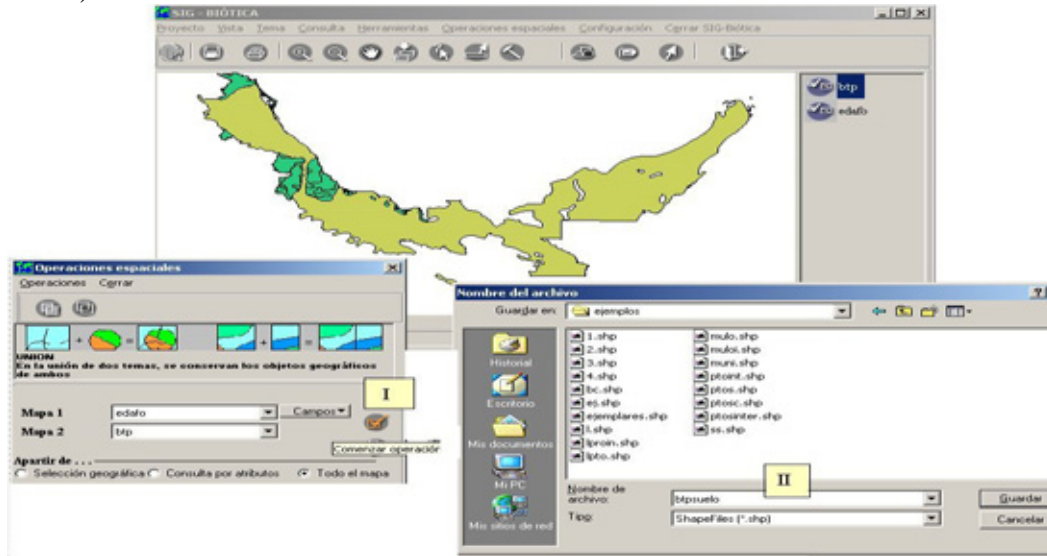 SIG - BIÓTICA
Proyecto Vista Tema Consulta Herramientas Operaciones espaciales Configuración Cerrar SIG-Biótica
btp
edafo
Operaciones espaciales
Operaciones Cerrar
UNION
En la unión de dos temas, se conservan los objetos geográficos
de ambos
I
Mapa 1 edafo Campos
Mapa 2 btp
Comenzar operación
Apartir de . . .
Selección geográfica Consulta por atributos Todo el mapa
Nombre del archivo
Guardar en: ejemplos
Historial
Escritorio
Mis documentos
Mi PC
Mis sitios de red
1.shp
2.shp
3.shp
4.shp
bc.shp
ej.shp
ejemplares.shp
l.shp
lproin.shp
lpto.shp
mulo.shp
muloi.shp
muni.shp
ptoint.shp
ptos.shp
ptosc.shp
ptosinter.shp
ss.shp
II
Nombre de
archivo: btpsuelo Guardar
Tipo: ShapeFiles (*.shp) Cancelar